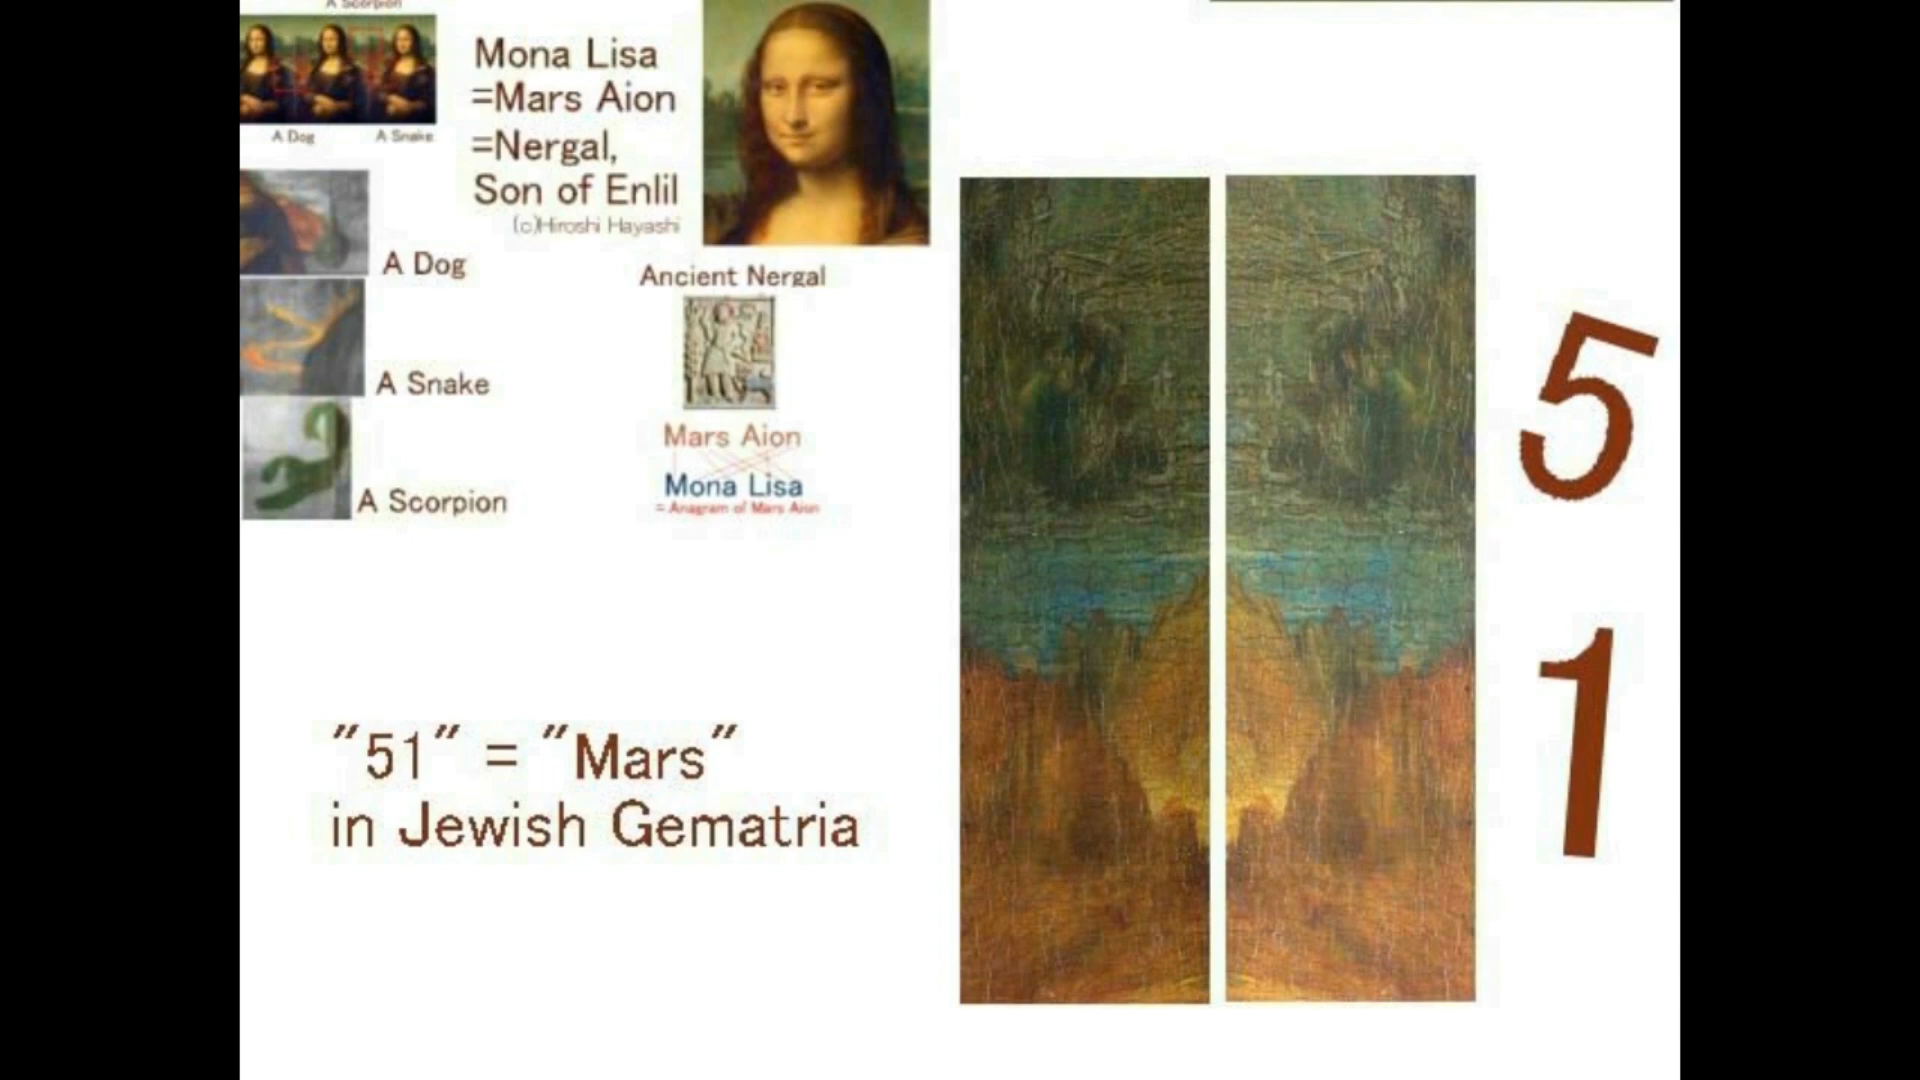 A Scorpion
A Dog
A Snake
Mona Lisa
=Mars Aion
=Nergal,
Son of Enlil
(c)Hiroshi Hayashi
A Dog
A Snake
A Scorpion
Ancient Nergal
Mars Aion
Mona Lisa
= Anagram of Mars Aion
"51" = "Mars"
in Jewish Gematria
5
1